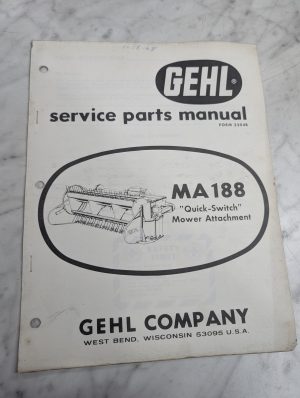 GEHL®
service parts manual
MA188
"Quick-Switch"
Mower Attachment
GEHL COMPANY
WEST BEND, WISCONSIN 53095 U.S.A.